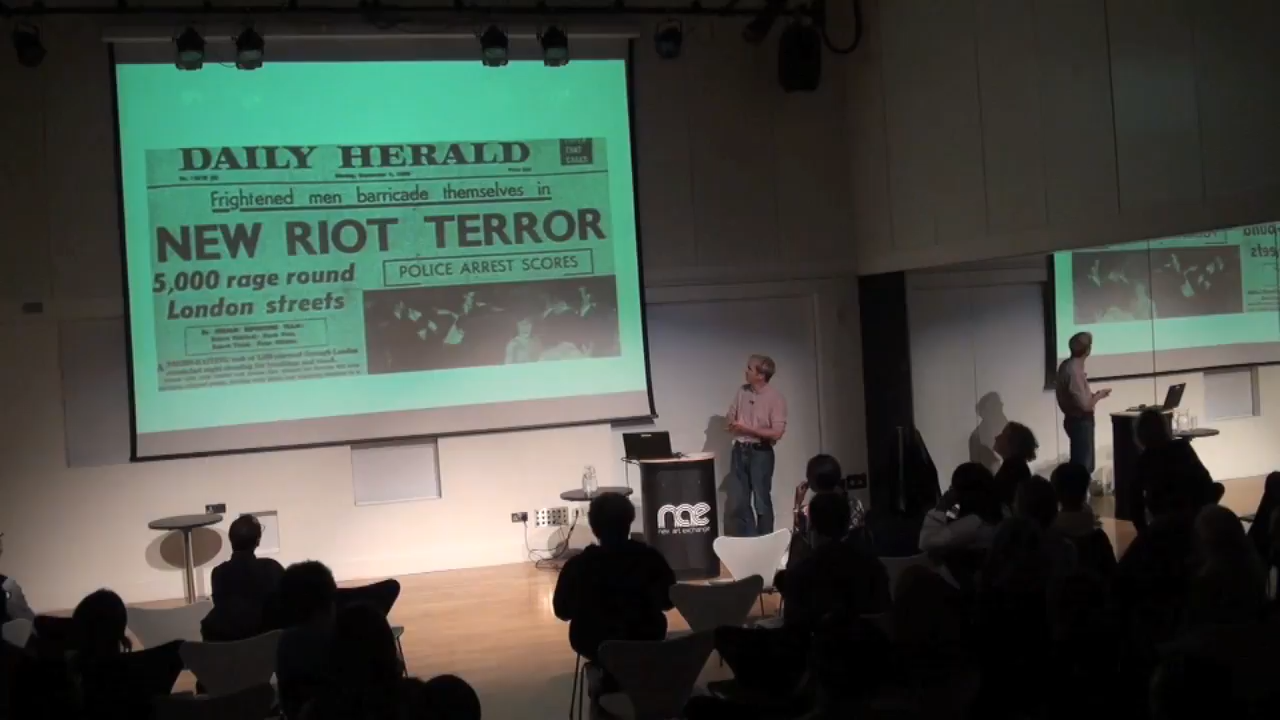 DAILY HERALD
Frightened men barricade themselves in
NEW RIOT TERROR
5,000 rage round
London streets
POLICE ARREST SCORES
nae
new art exchange